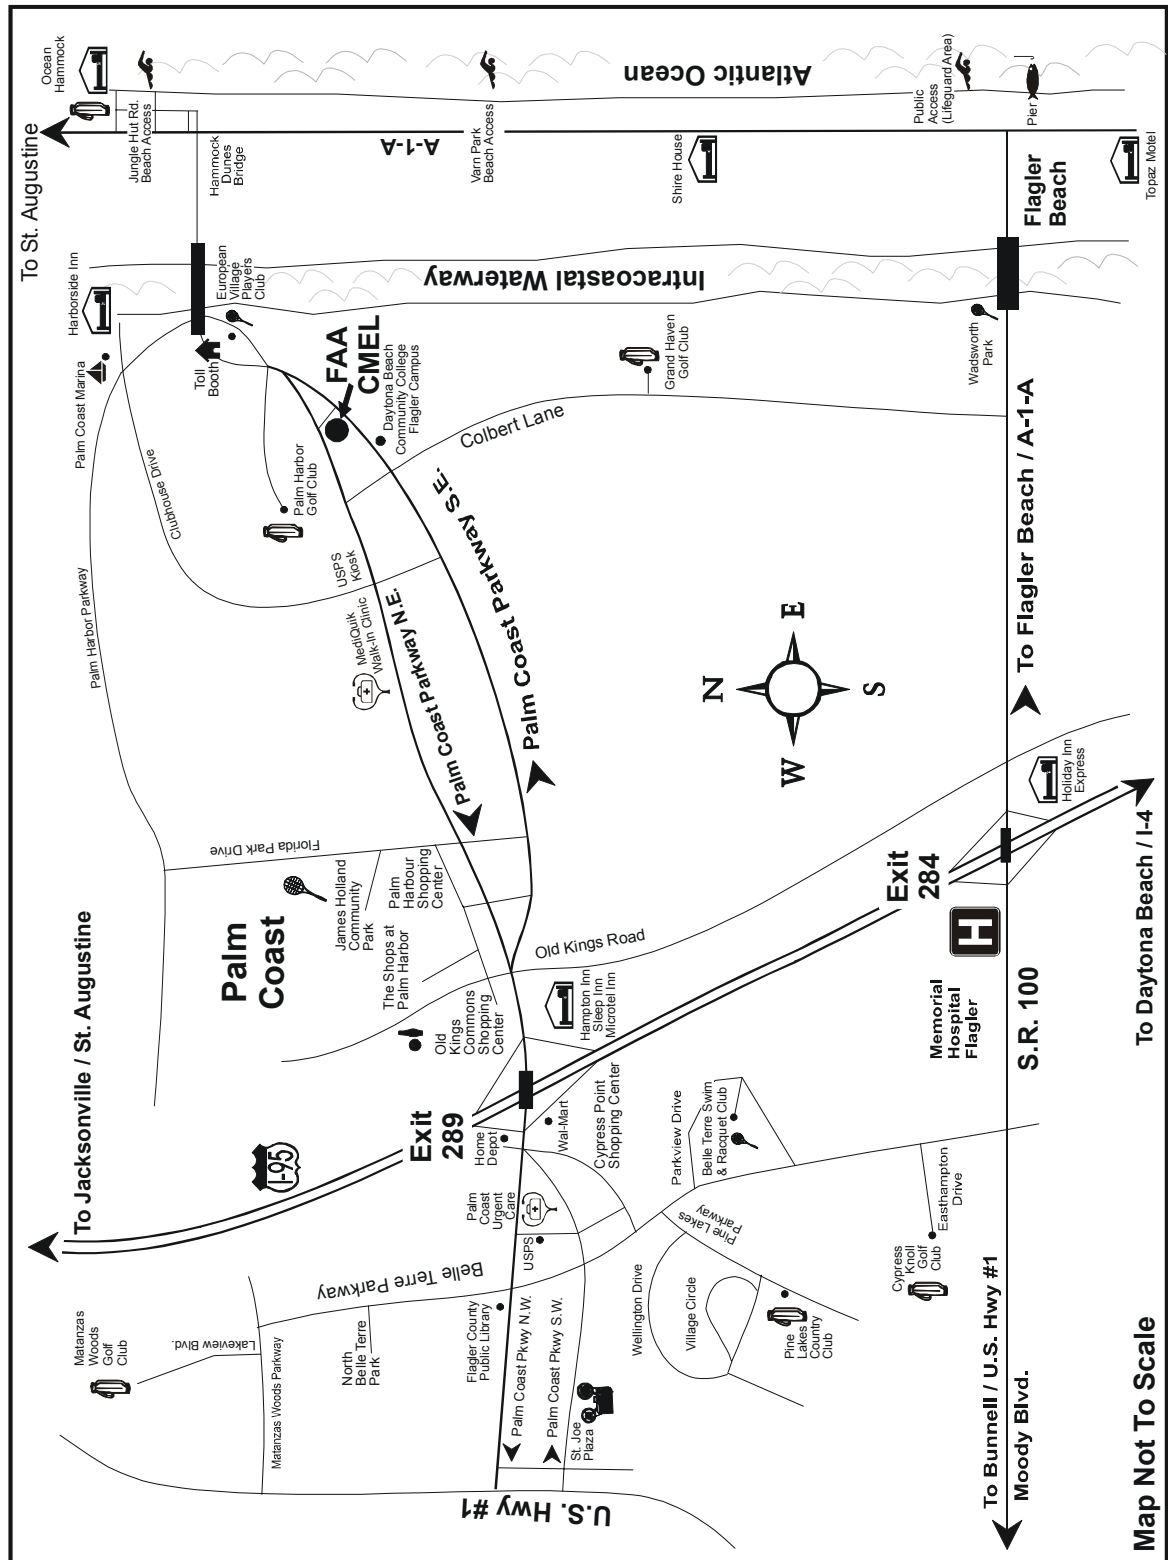 To St. Augustine
Ocean
Hammock
Jungle Hut Rd.
Beach Access
Hammock
Dunes
Bridge
A-1-A
Atlantic Ocean
Varn Park
Beach Access
Shire House
Public
Access
(Lifeguard Area)
Pier
Flagler
Beach
Topaz Motel
Harborside Inn
European
Village
Players
Club
Intracoastal Waterway
Palm Coast Marina
Toll
Booth
FAA
CMEL
Daytona Beach
Community College
Flagler Campus
Grand Haven
Golf Club
Wadsworth
Park
Clubhouse Drive
Palm Harbor
Golf Club
Colbert Lane
Palm Harbor Parkway
USPS
Kiosk
MediQuik
Walk-In Clinic
Palm Coast Parkway N.E.
Palm Coast Parkway S.E.
N
E
S
W
To Flagler Beach / A-1-A
Holiday Inn
Express
Florida Park Drive
James Holland
Community
Park
Palm
Harbour
Shopping
Center
Palm
Coast
The Shops at
Palm Harbor
Old
Kings
Commons
Shopping
Center
Old Kings Road
Hampton Inn
Sleep Inn
Microtel Inn
Exit
284
H
Memorial
Hospital
Flagler
S.R. 100
To Daytona Beach / I-4
To Jacksonville / St. Augustine
I-95
Exit
289
Home
Depot
Wal-Mart
Cypress Point
Shopping Center
Parkview Drive
Belle Terre Swim
& Racquet Club
Palm
Coast
Urgent
Care
USPS
Pine Lakes
Parkway
Easthampton
Drive
Cypress
Knoll
Golf
Club
Belle Terre Parkway
Matanzas
Woods
Golf
Club
Lakeview Blvd.
Matanzas Woods Parkway
North
Belle Terre
Park
Flagler County
Public Library
Palm Coast Pkwy N.W.
Palm Coast Pkwy S.W.
St. Joe
Plaza
Wellington Drive
Village Circle
Pine
Lakes
Country
Club
U.S. Hwy #1
To Bunnell / U.S. Hwy #1
Moody Blvd.
Map Not To Scale